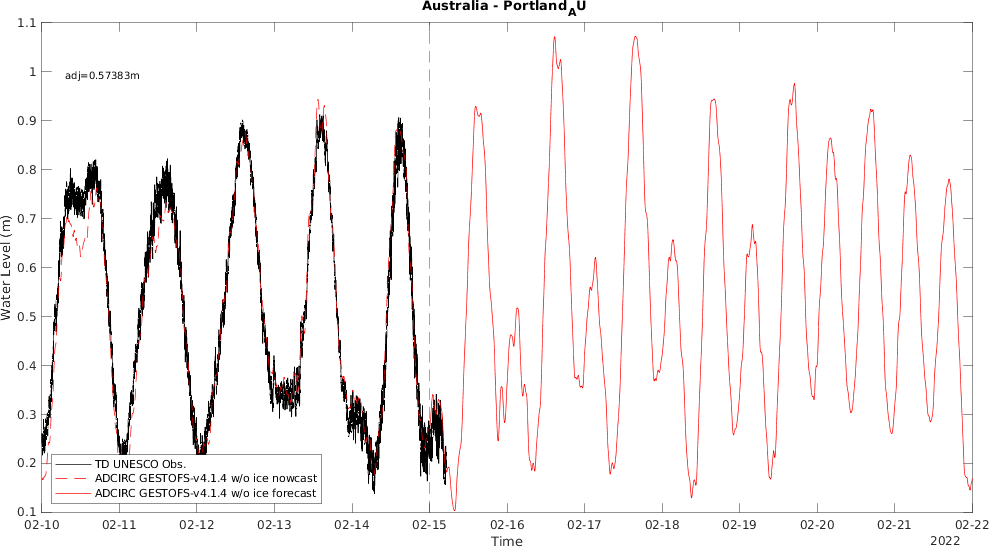 Australia - Portland_AU
1.1
1
0.9
0.8
0.7
0.6
0.5
0.4
0.3
0.2
0.1
Water Level (m)
adj=0.57383m
TD UNESCO Obs.
ADCIRC GESTOFS-v4.1.4 w/o ice nowcast
ADCIRC GESTOFS-v4.1.4 w/o ice forecast
02-10 02-11 02-12 02-13 02-14 02-15 02-16 02-17 02-18 02-19 02-20 02-21 02-22
Time
2022